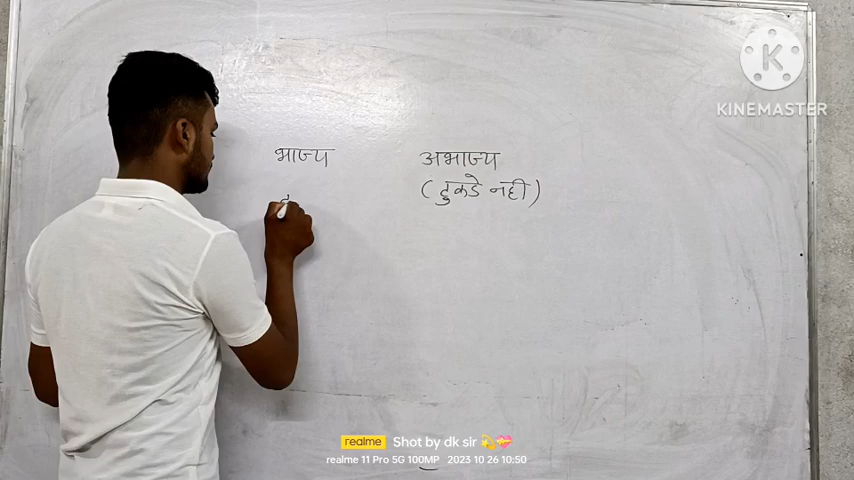 K
KINEMASTER
भाज्य अभाज्य
(टुकडे नही)
realme Shot by dk sir 💫💝
realme 11 Pro 5G 100MP 2023 10 26 10:50